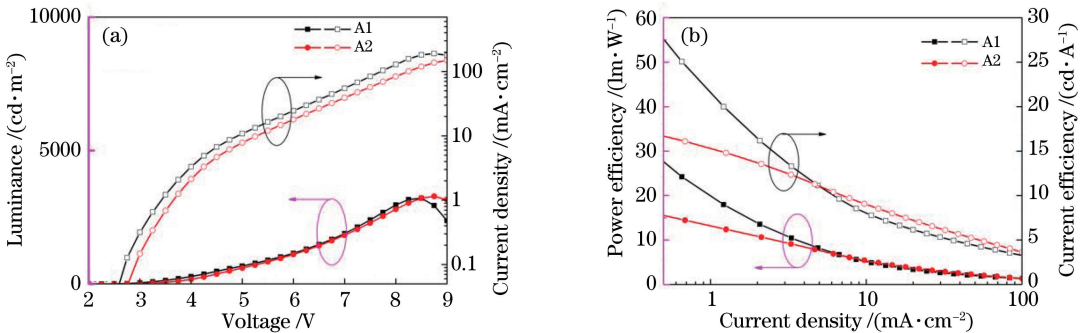 (a)
A1
A2
Luminance /(cd·m⁻²)
10000
5000
0
2 3 4 5 6 7 8 9
Voltage /V
100
10
1
0.1
Current density /(mA·cm⁻²)
(b)
A1
A2
Power efficiency /(lm·W⁻¹)
60
50
40
30
20
10
0
1 10 100
Current density /(mA·cm⁻²)
30
25
20
15
10
5
0
Current efficiency /(cd·A⁻¹)